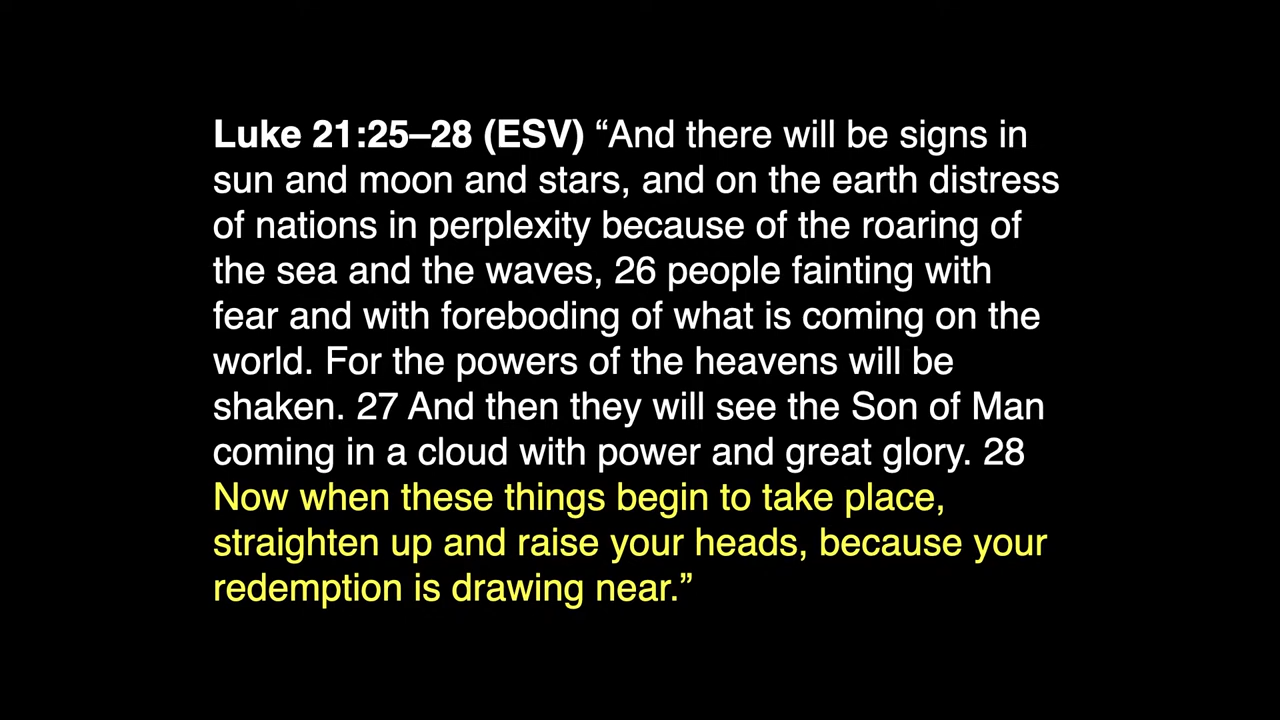 Luke 21:25–28 (ESV) “And there will be signs in
sun and moon and stars, and on the earth distress
of nations in perplexity because of the roaring of
the sea and the waves, 26 people fainting with
fear and with foreboding of what is coming on the
world. For the powers of the heavens will be
shaken. 27 And then they will see the Son of Man
coming in a cloud with power and great glory. 28
Now when these things begin to take place,
straighten up and raise your heads, because your
redemption is drawing near.”